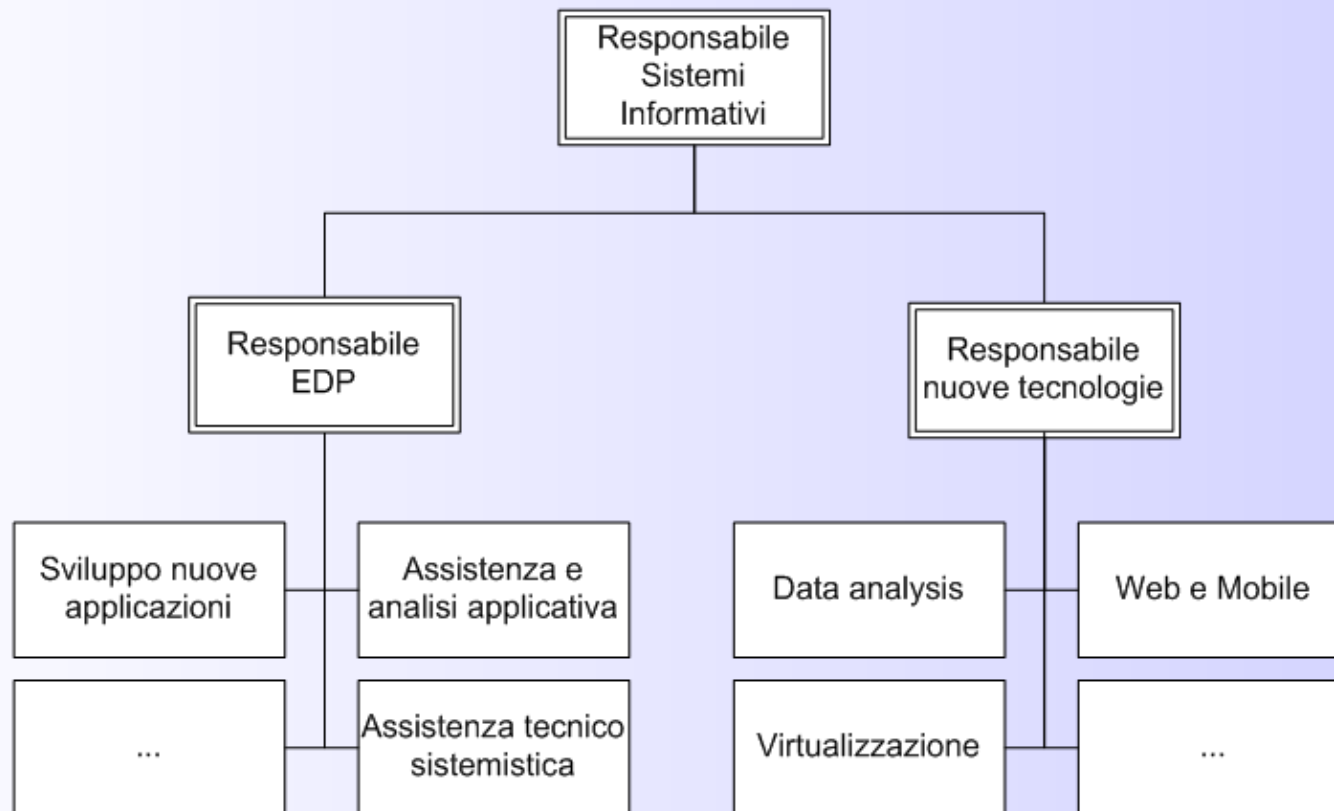 Responsabile
Sistemi
Informativi
Responsabile
EDP
Responsabile
nuove tecnologie
Sviluppo nuove
applicazioni
Assistenza e
analisi applicativa
Data analysis
Web e Mobile
...
Assistenza tecnico
sistemistica
Virtualizzazione
...